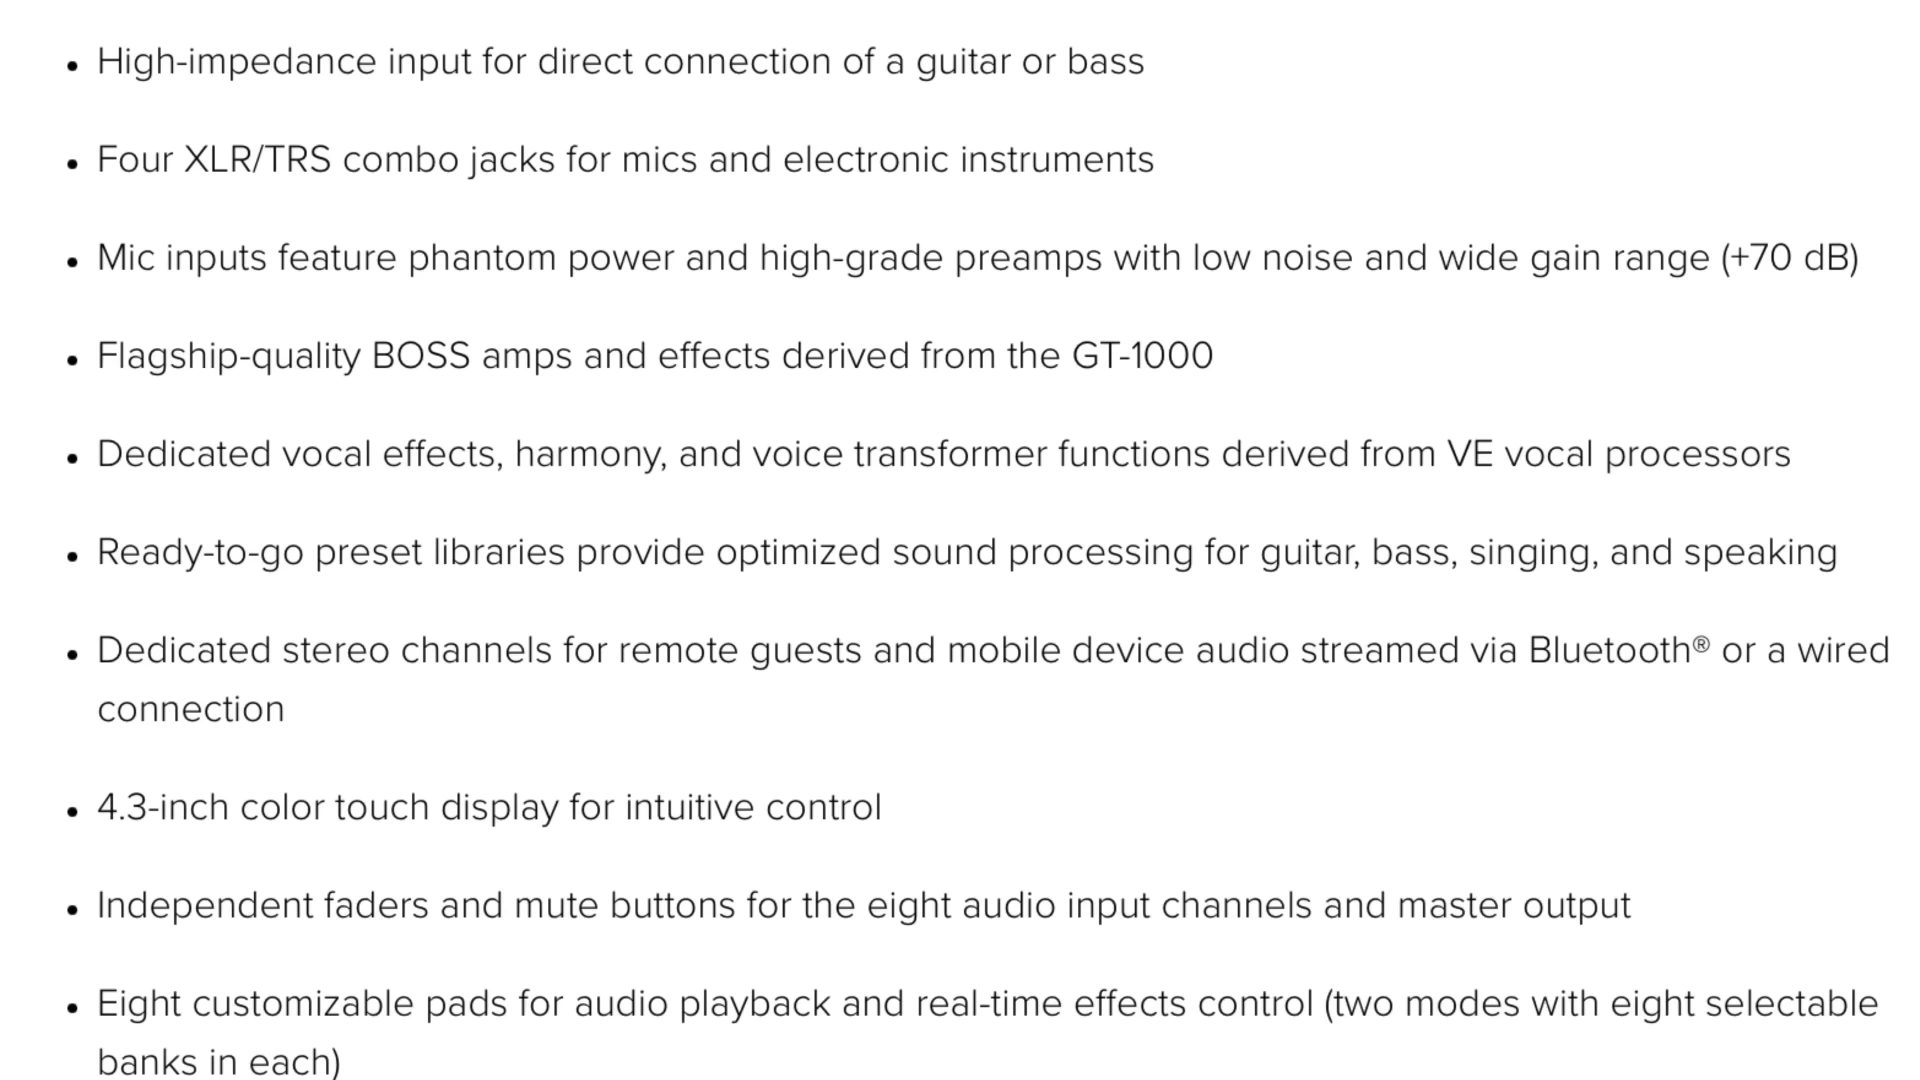 • High-impedance input for direct connection of a guitar or bass
• Four XLR/TRS combo jacks for mics and electronic instruments
• Mic inputs feature phantom power and high-grade preamps with low noise and wide gain range (+70 dB)
• Flagship-quality BOSS amps and effects derived from the GT-1000
• Dedicated vocal effects, harmony, and voice transformer functions derived from VE vocal processors
• Ready-to-go preset libraries provide optimized sound processing for guitar, bass, singing, and speaking
• Dedicated stereo channels for remote guests and mobile device audio streamed via Bluetooth® or a wired
connection
• 4.3-inch color touch display for intuitive control
• Independent faders and mute buttons for the eight audio input channels and master output
• Eight customizable pads for audio playback and real-time effects control (two modes with eight selectable
banks in each)